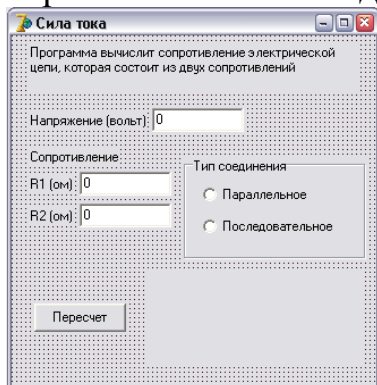 Сила тока
Программа вычислит сопротивление электрической
цепи, которая состоит из двух сопротивлений
Напряжение (вольт) 0
Сопротивление
R1 (ом) 0
R2 (ом) 0
Тип соединения
Параллельное
Последовательное
Пересчет